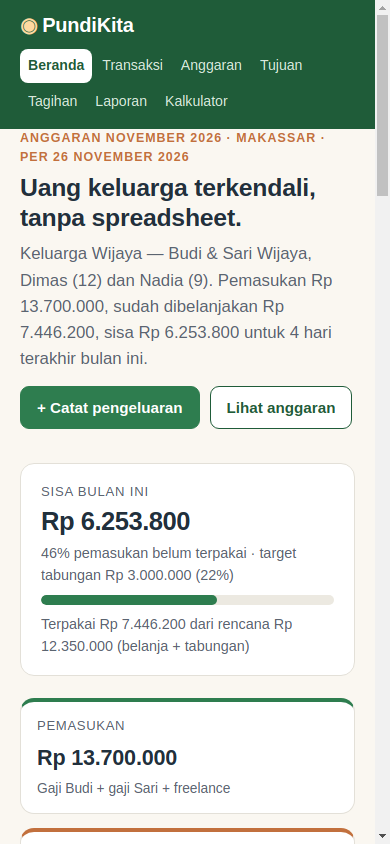 PundiKita
Beranda Transaksi Anggaran Tujuan
Tagihan Laporan Kalkulator
ANGGARAN NOVEMBER 2026 · MAKASSAR ·
PER 26 NOVEMBER 2026
Uang keluarga terkendali,
tanpa spreadsheet.
Keluarga Wijaya — Budi & Sari Wijaya,
Dimas (12) dan Nadia (9). Pemasukan Rp
13.700.000, sudah dibelanjakan Rp
7.446.200, sisa Rp 6.253.800 untuk 4 hari
terakhir bulan ini.
+ Catat pengeluaran Lihat anggaran
SISA BULAN INI
Rp 6.253.800
46% pemasukan belum terpakai · target
tabungan Rp 3.000.000 (22%)
Terpakai Rp 7.446.200 dari rencana Rp
12.350.000 (belanja + tabungan)
PEMASUKAN
Rp 13.700.000
Gaji Budi + gaji Sari + freelance